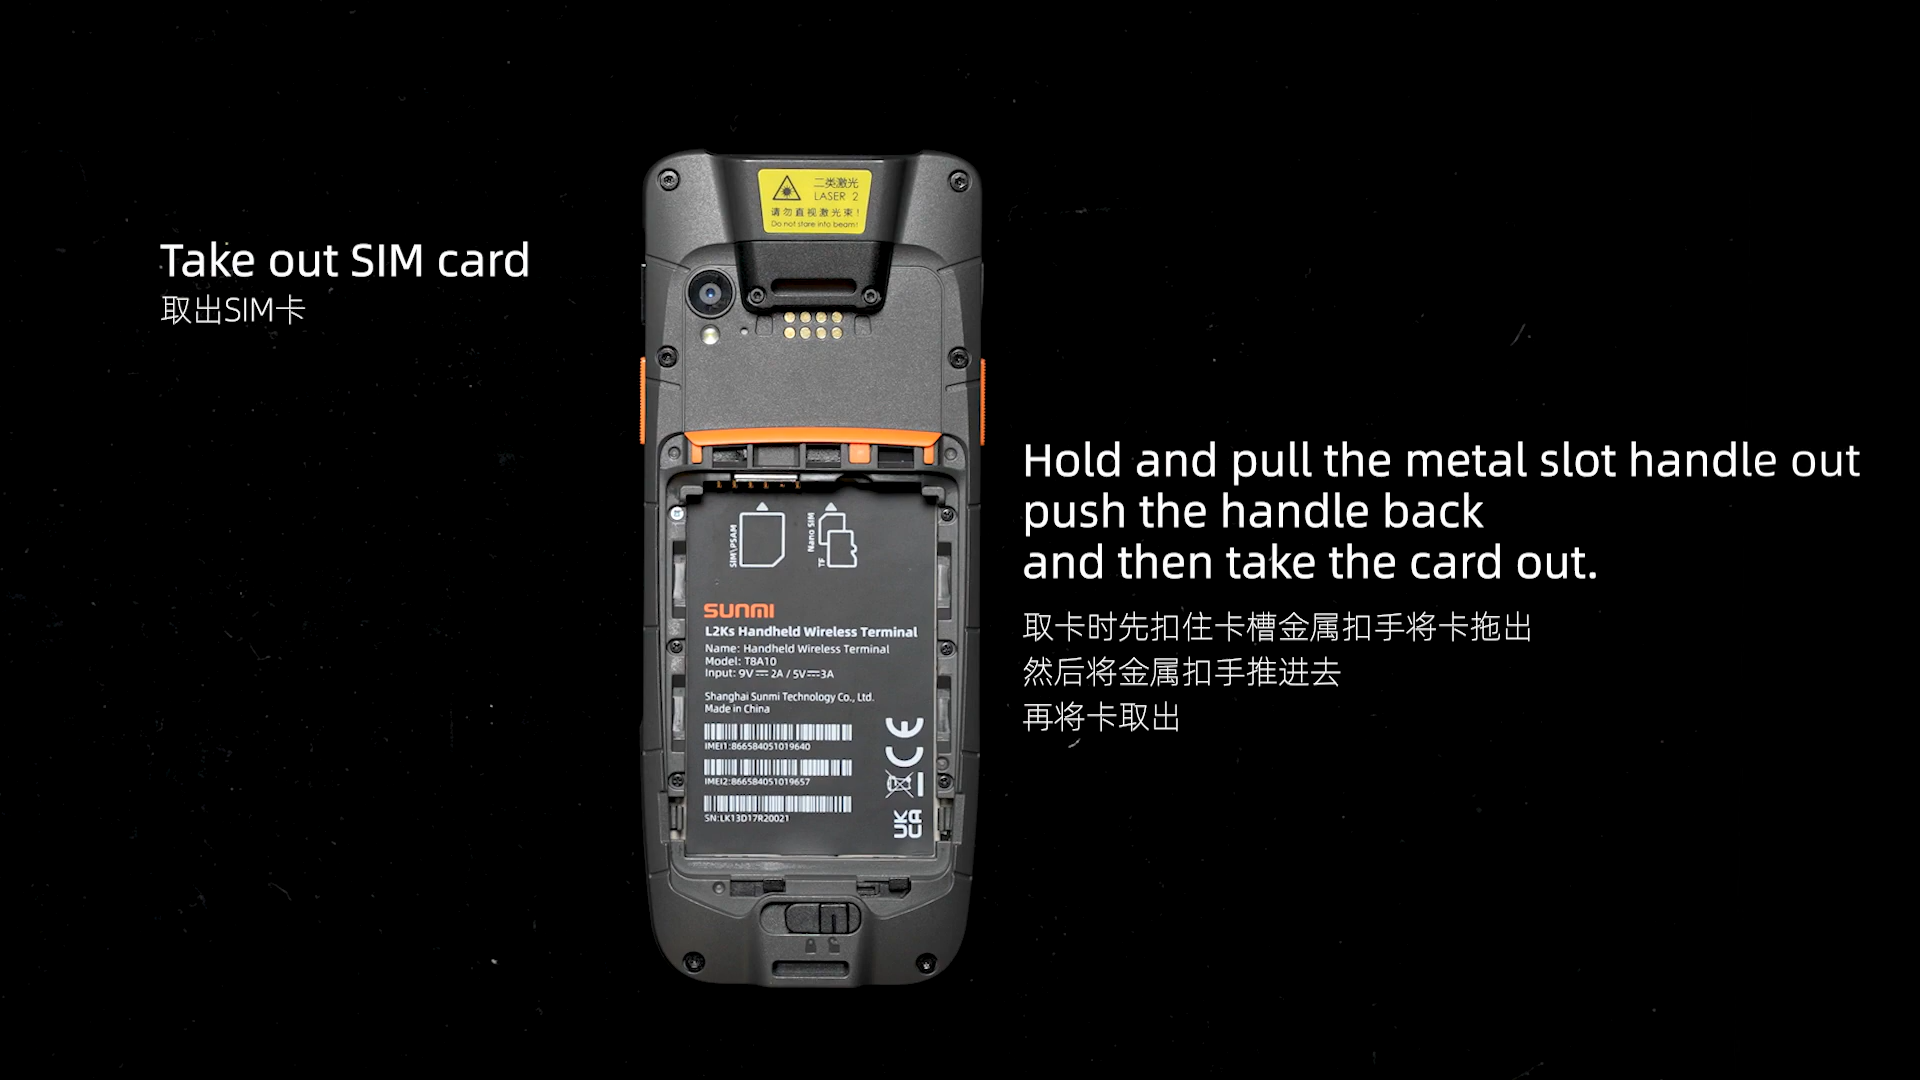 Take out SIM card
取出SIM卡
二类激光
LASER 2
请勿直视激光束!
Do not stare into beam!
Hold and pull the metal slot handle out
push the handle back
and then take the card out.
取卡时先扣住卡槽金属扣手将卡拖出
然后将金属扣手推进去
再将卡取出
SIM\PSAM
Nano SIM
TF
SUNMI
L2Ks Handheld Wireless Terminal
Name: Handheld Wireless Terminal
Model: T8A10
Input: 9V⎓2A / 5V⎓3A
Shanghai Sunmi Technology Co., Ltd.
Made in China
IMEI1:866584051019640
IMEI2:866584051019657
SN:LK13D17R20021
CE
UK
CA